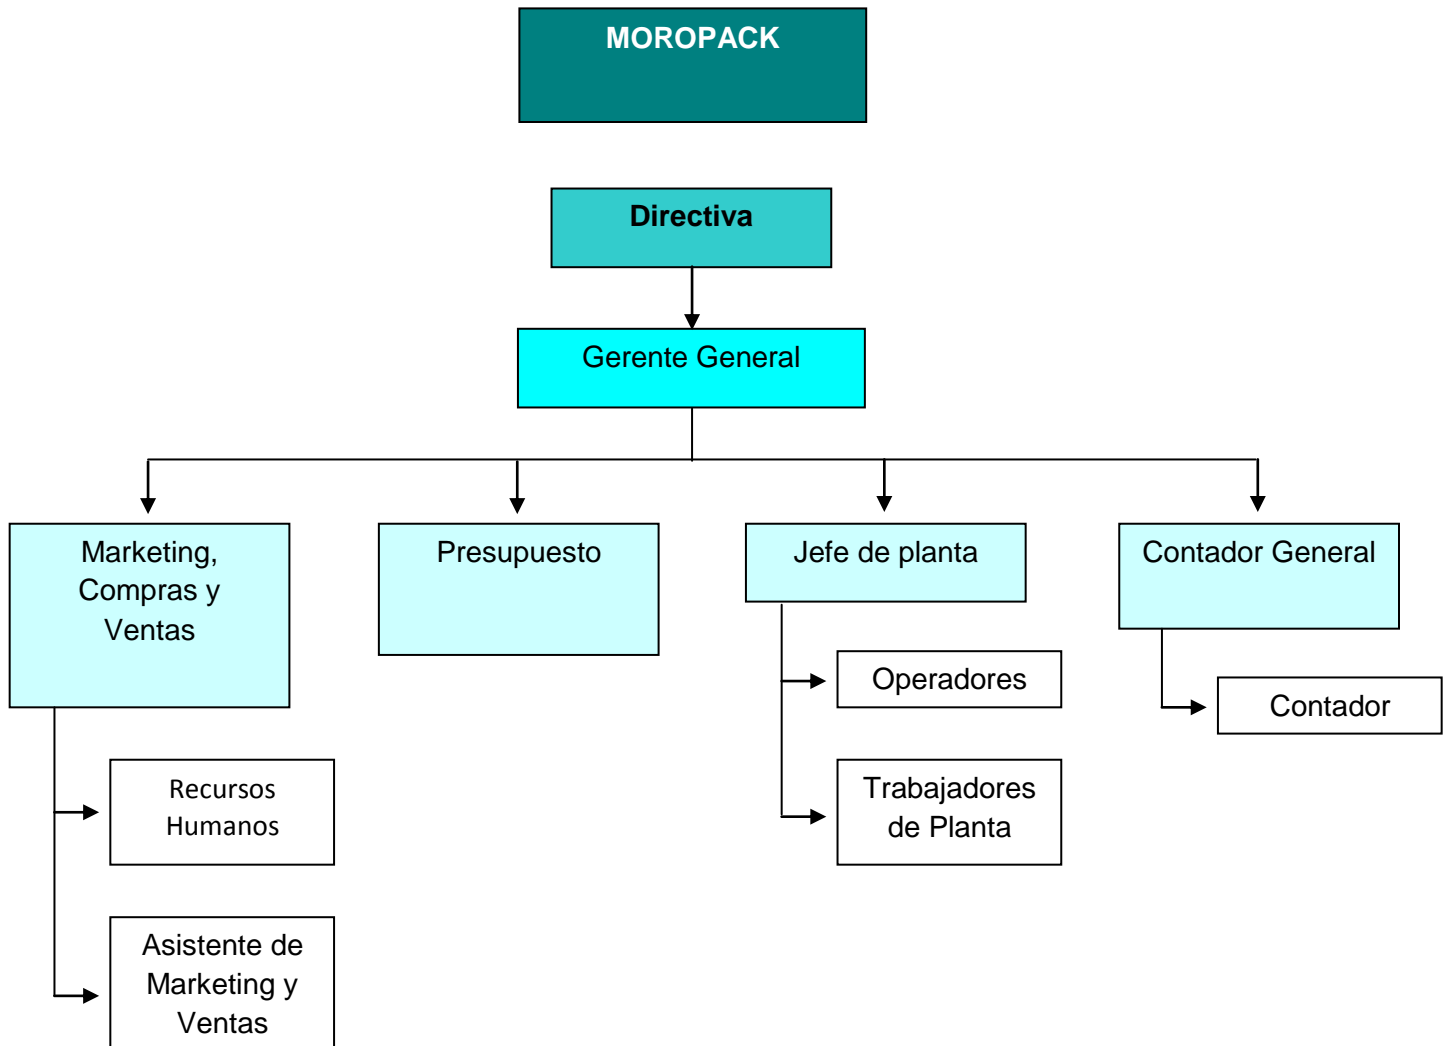 MOROPACK
Directiva
Gerente General
Marketing,
Compras y
Ventas
Presupuesto
Jefe de planta
Contador General
Operadores
Contador
Recursos
Humanos
Trabajadores
de Planta
Asistente de
Marketing y
Ventas